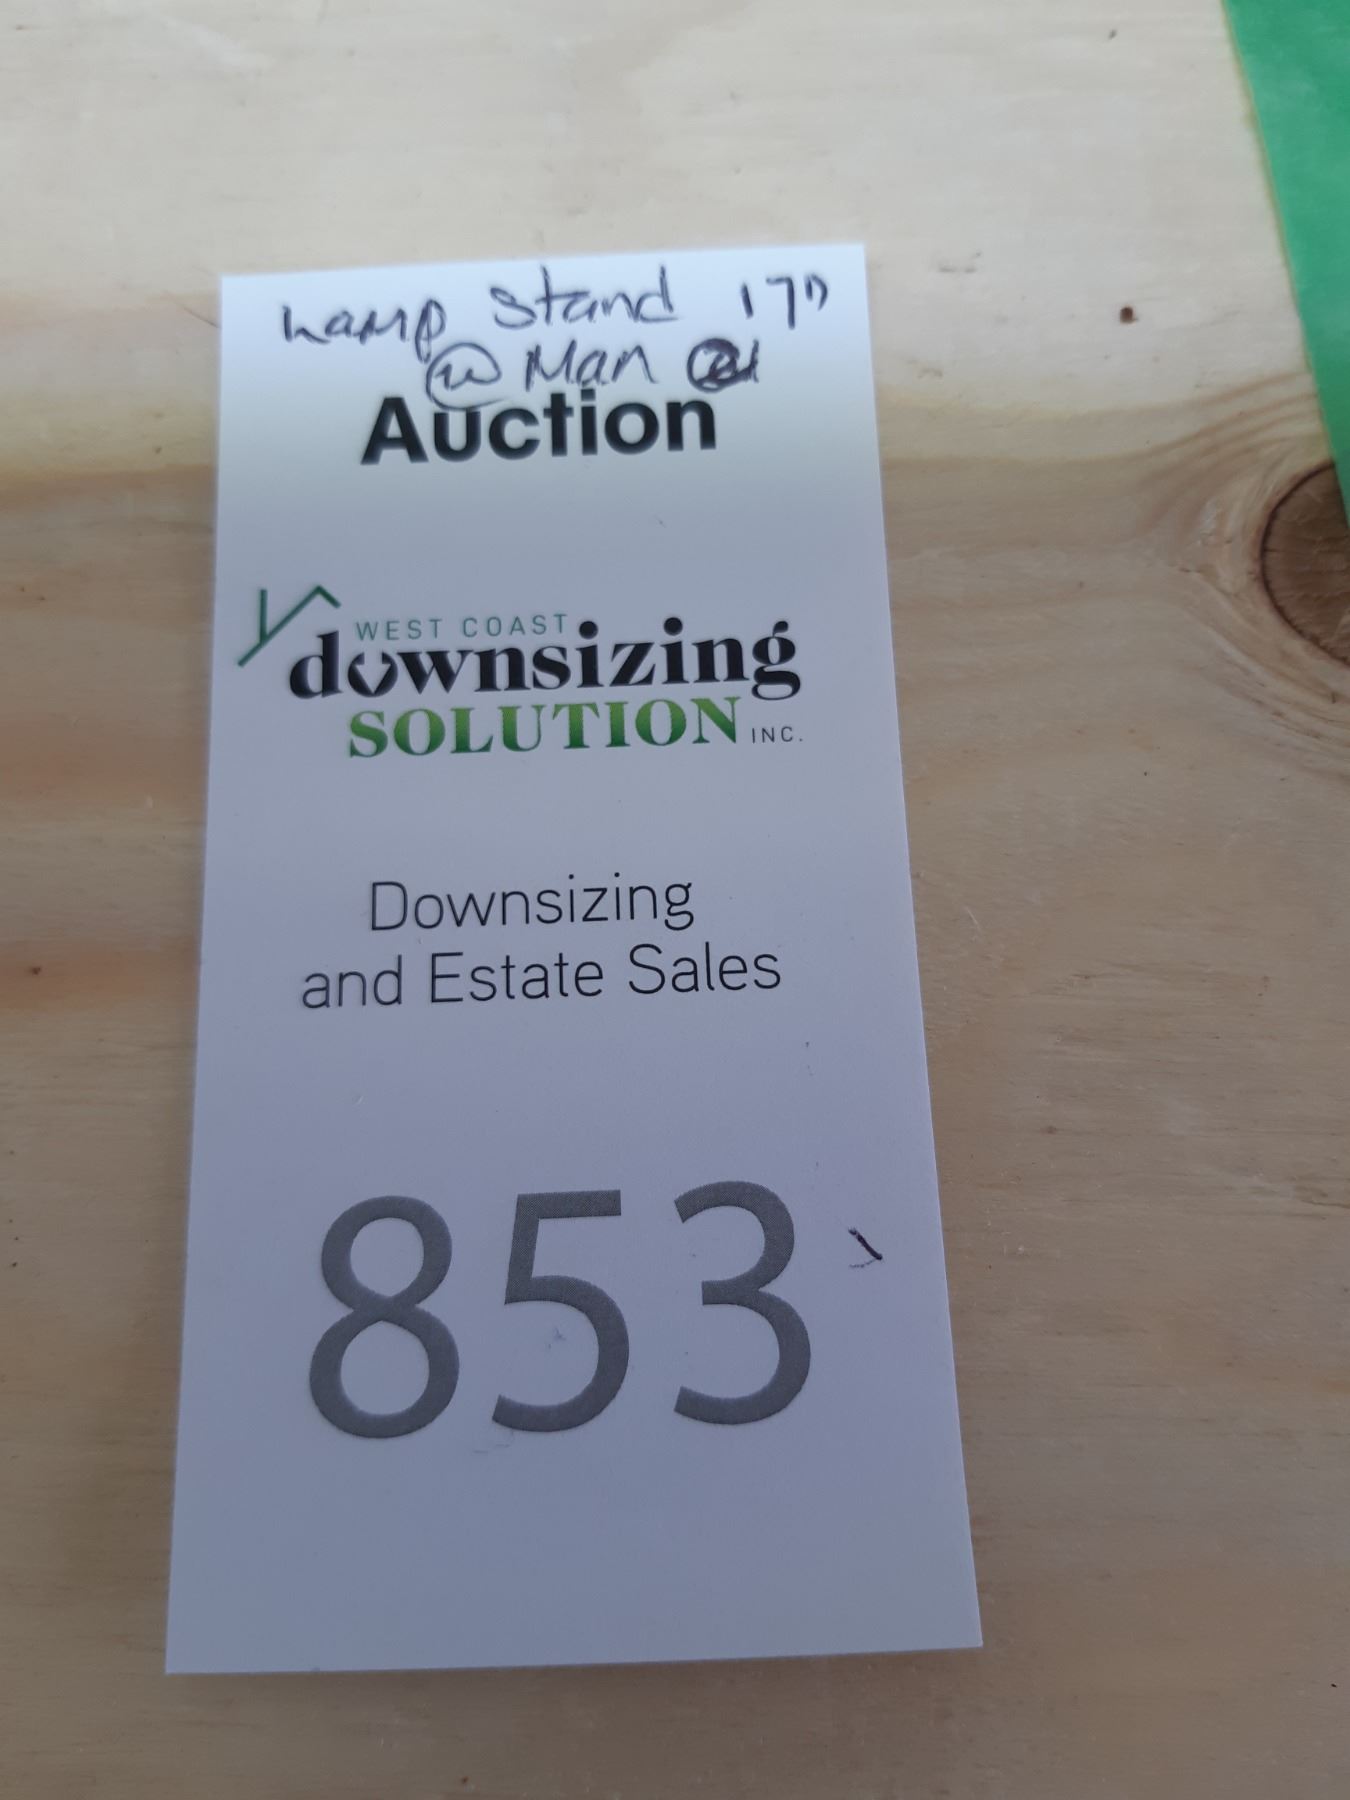 Lamp Stand 17"
Man
Auction
WEST COAST
downsizing
SOLUTION INC.
Downsizing
and Estate Sales
853